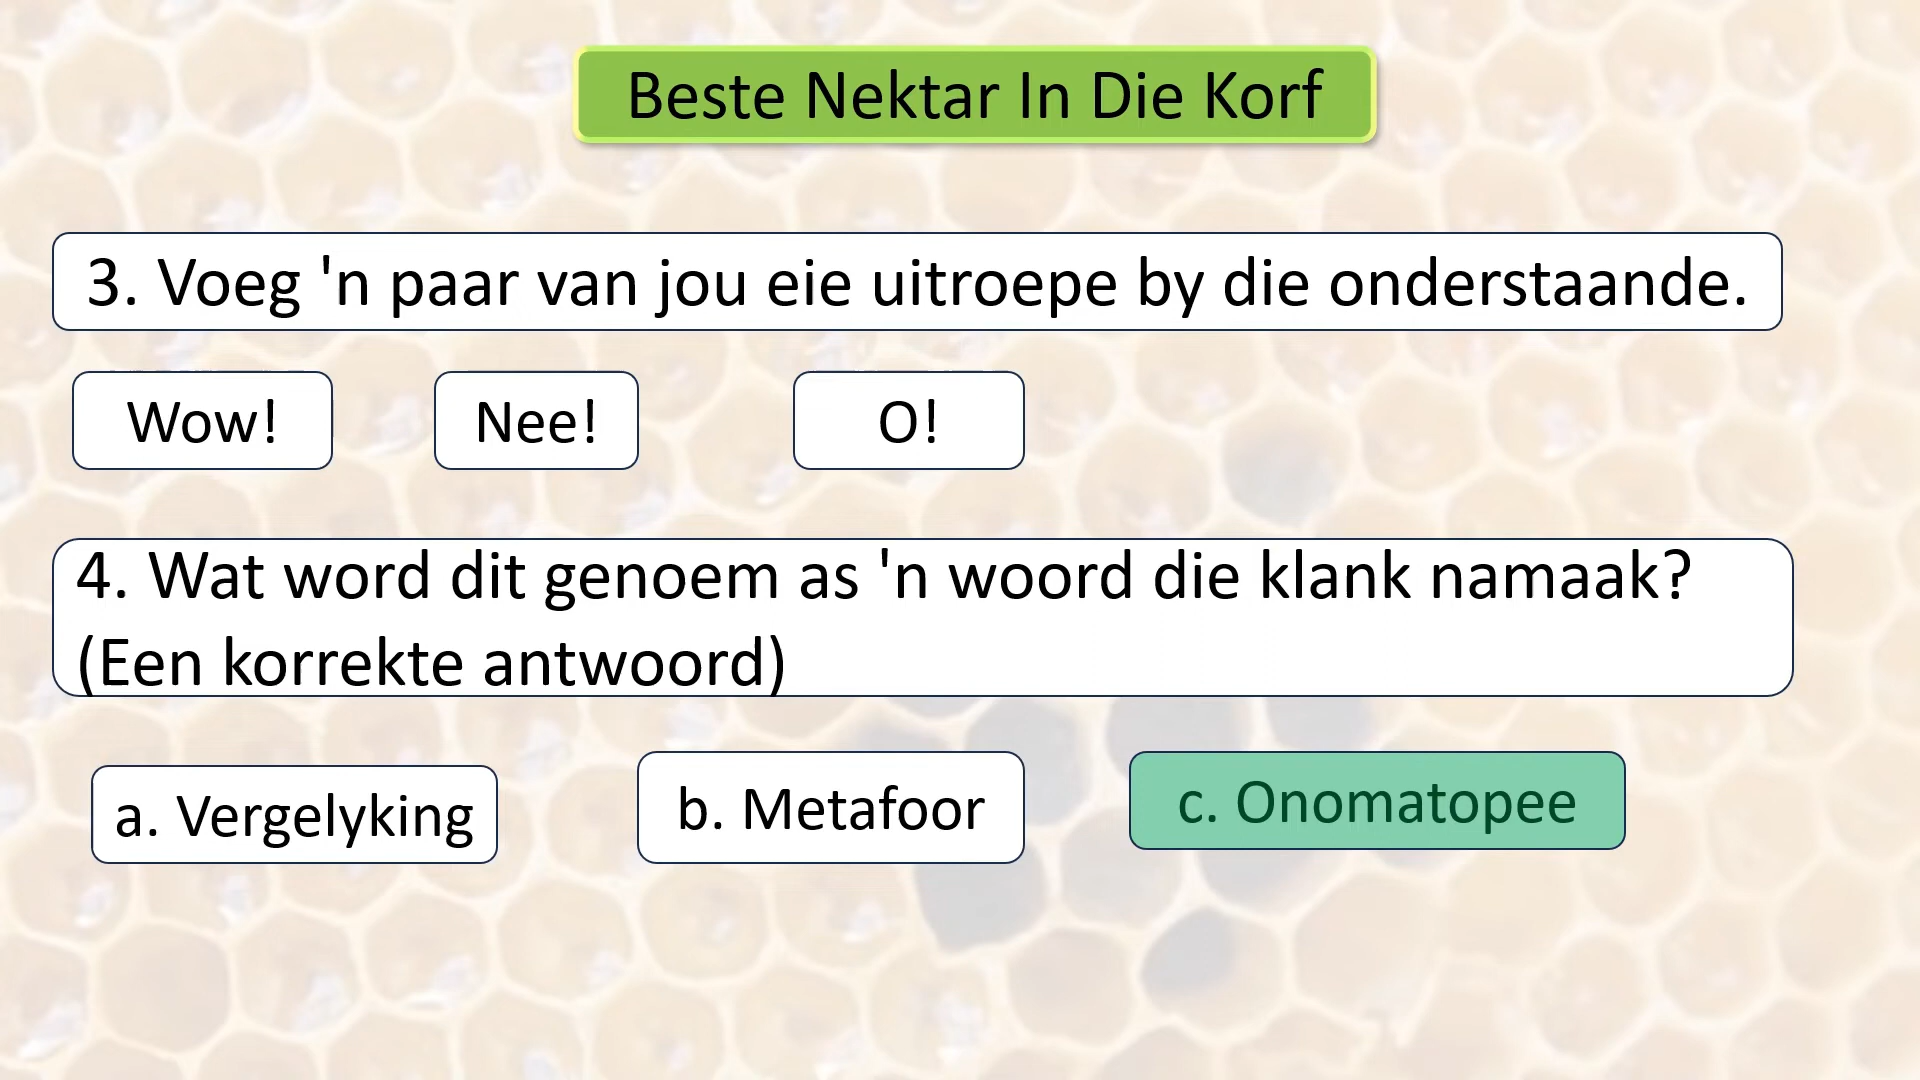 Beste Nektar In Die Korf
3. Voeg 'n paar van jou eie uitroepe by die onderstaande.
Wow! Nee! O!
4. Wat word dit genoem as 'n woord die klank namaak?
(Een korrekte antwoord)
a. Vergelyking b. Metafoor c. Onomatopee